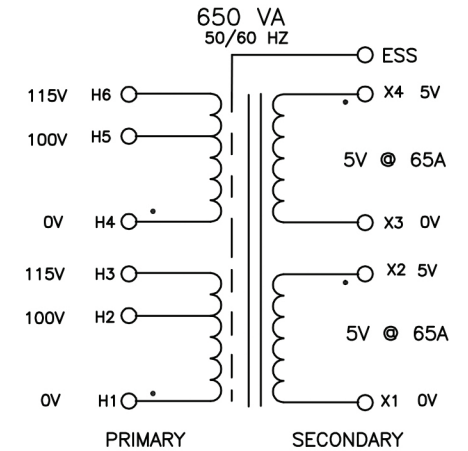 650 VA
50/60 HZ
ESS
115V H6
X4 5V
100V H5
5V @ 65A
0V H4
X3 0V
115V H3
X2 5V
100V H2
5V @ 65A
0V H1
X1 0V
PRIMARY
SECONDARY